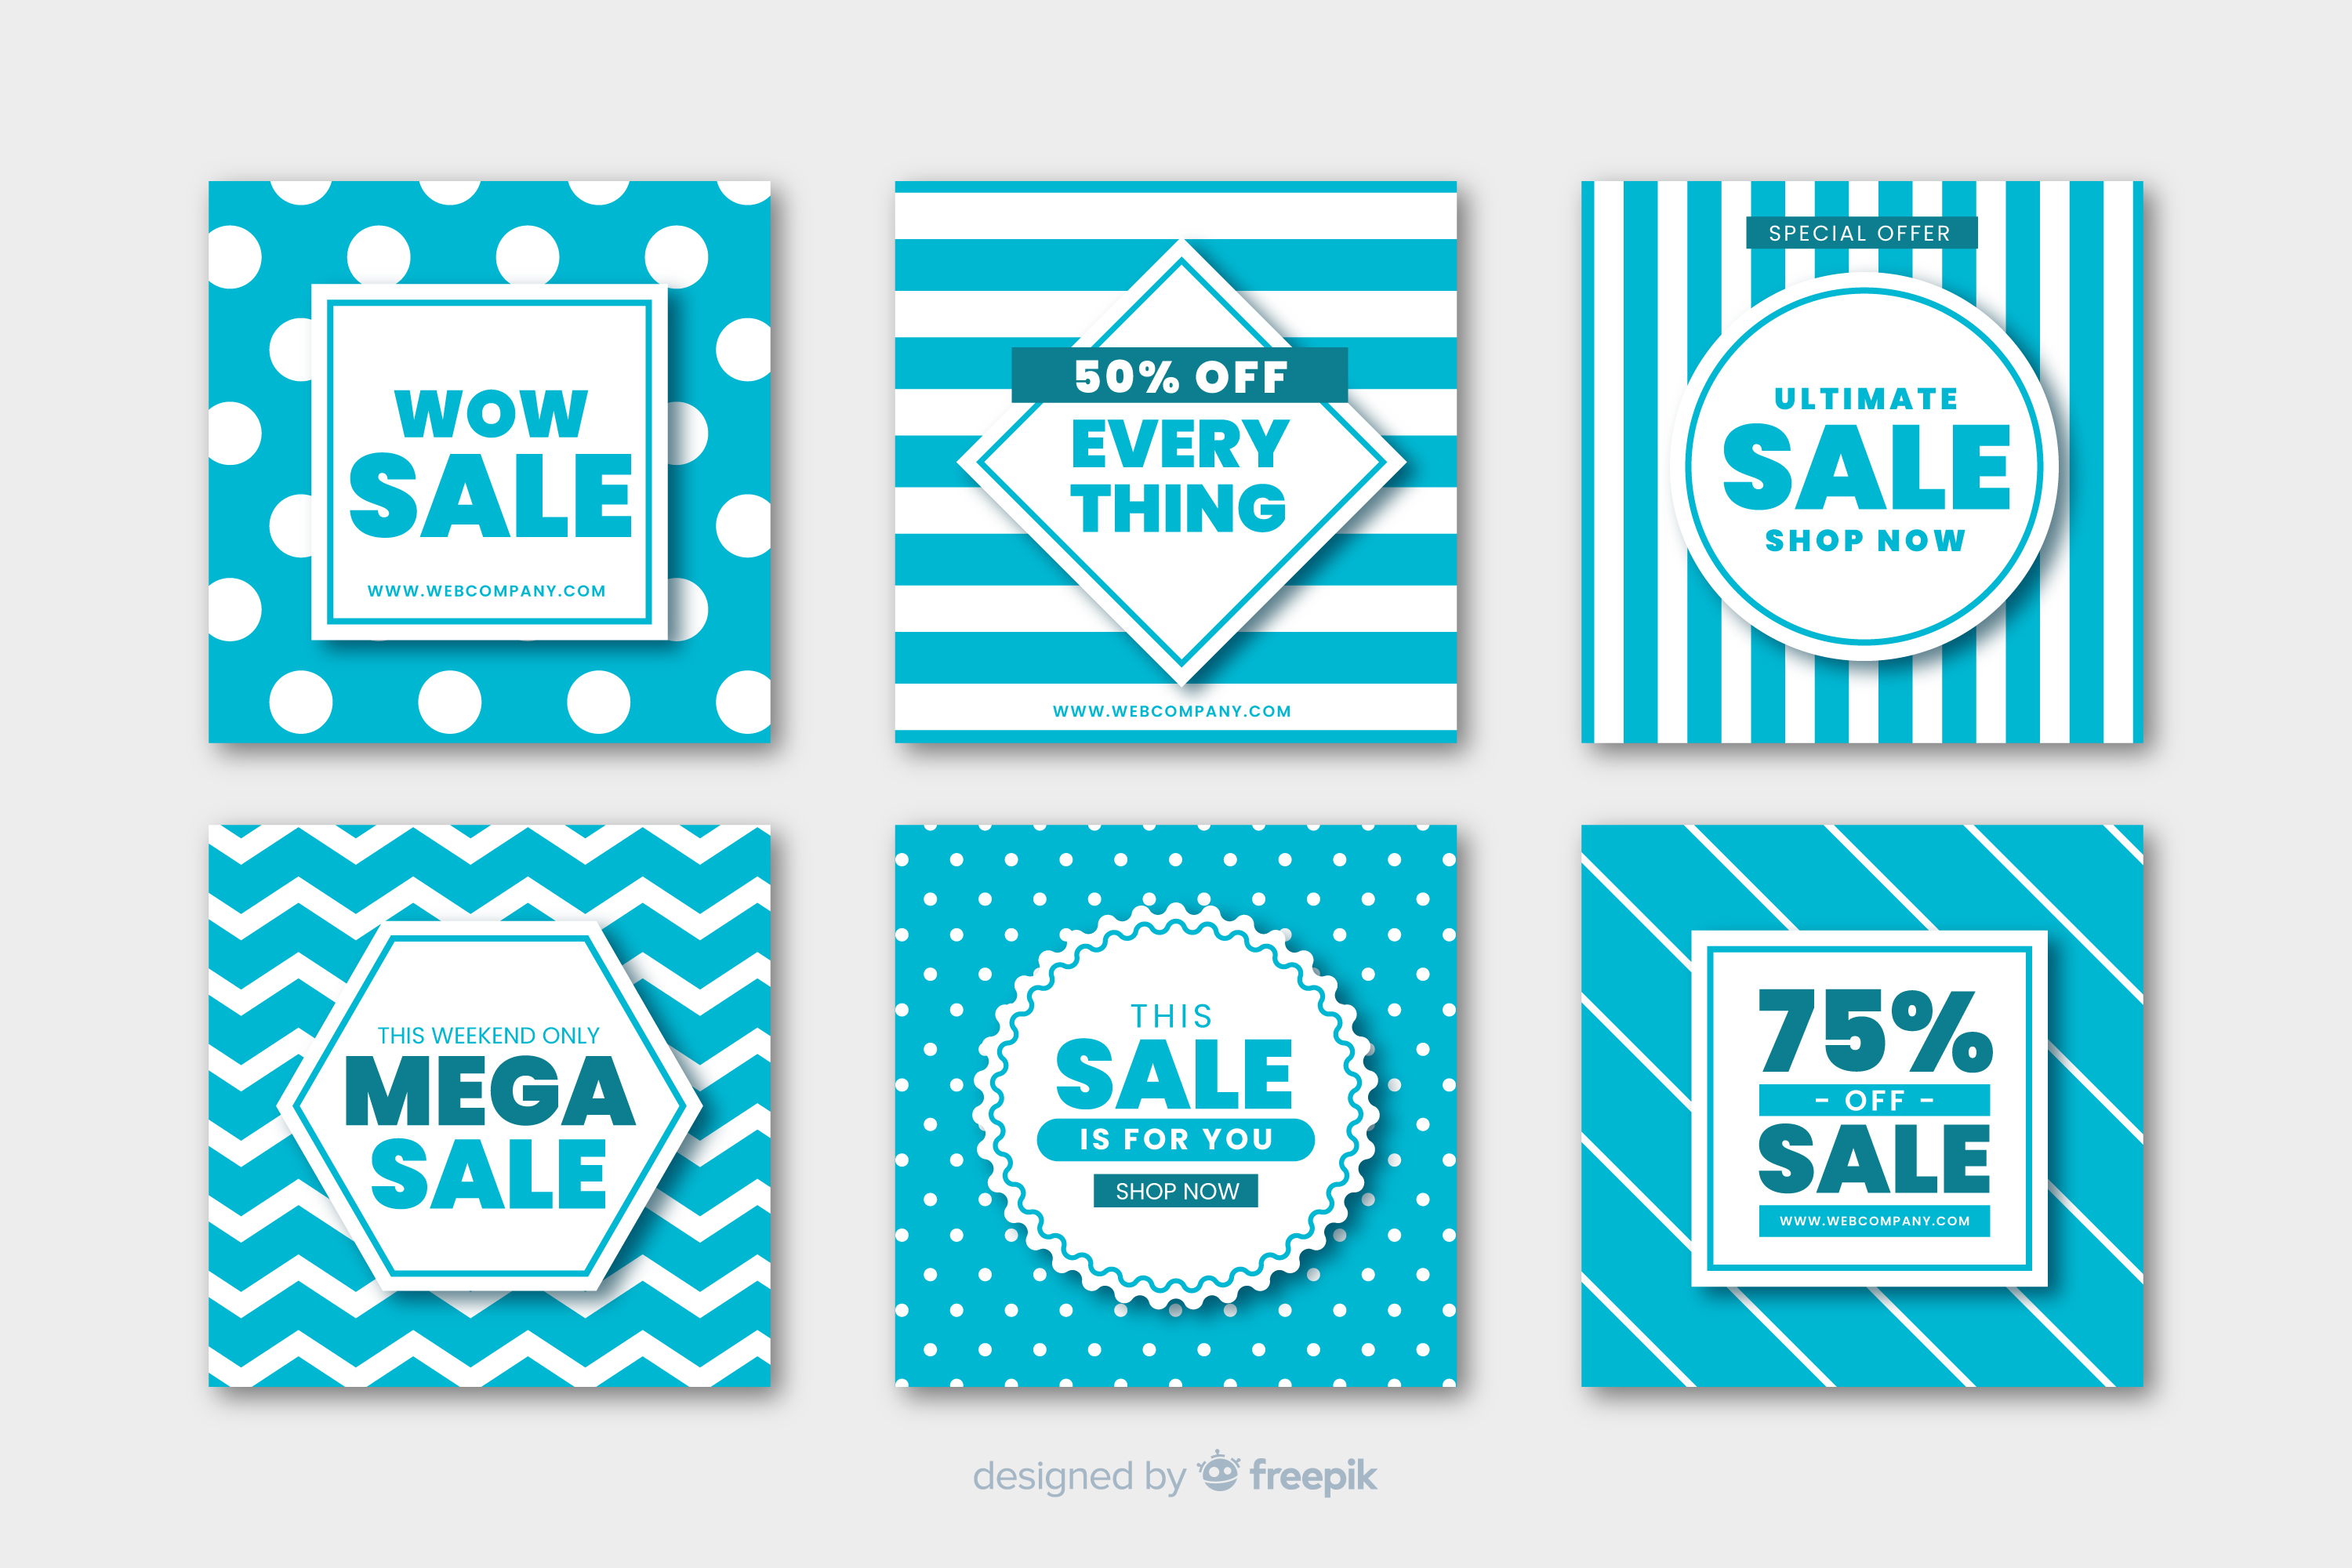 WOW
SALE
WWW.WEBCOMPANY.COM
50% OFF
EVERY
THING
WWW.WEBCOMPANY.COM
SPECIAL OFFER
ULTIMATE
SALE
SHOP NOW
THIS WEEKEND ONLY
MEGA
SALE
THIS
SALE
IS FOR YOU
SHOP NOW
75%
- OFF -
SALE
WWW.WEBCOMPANY.COM
designed by freepik